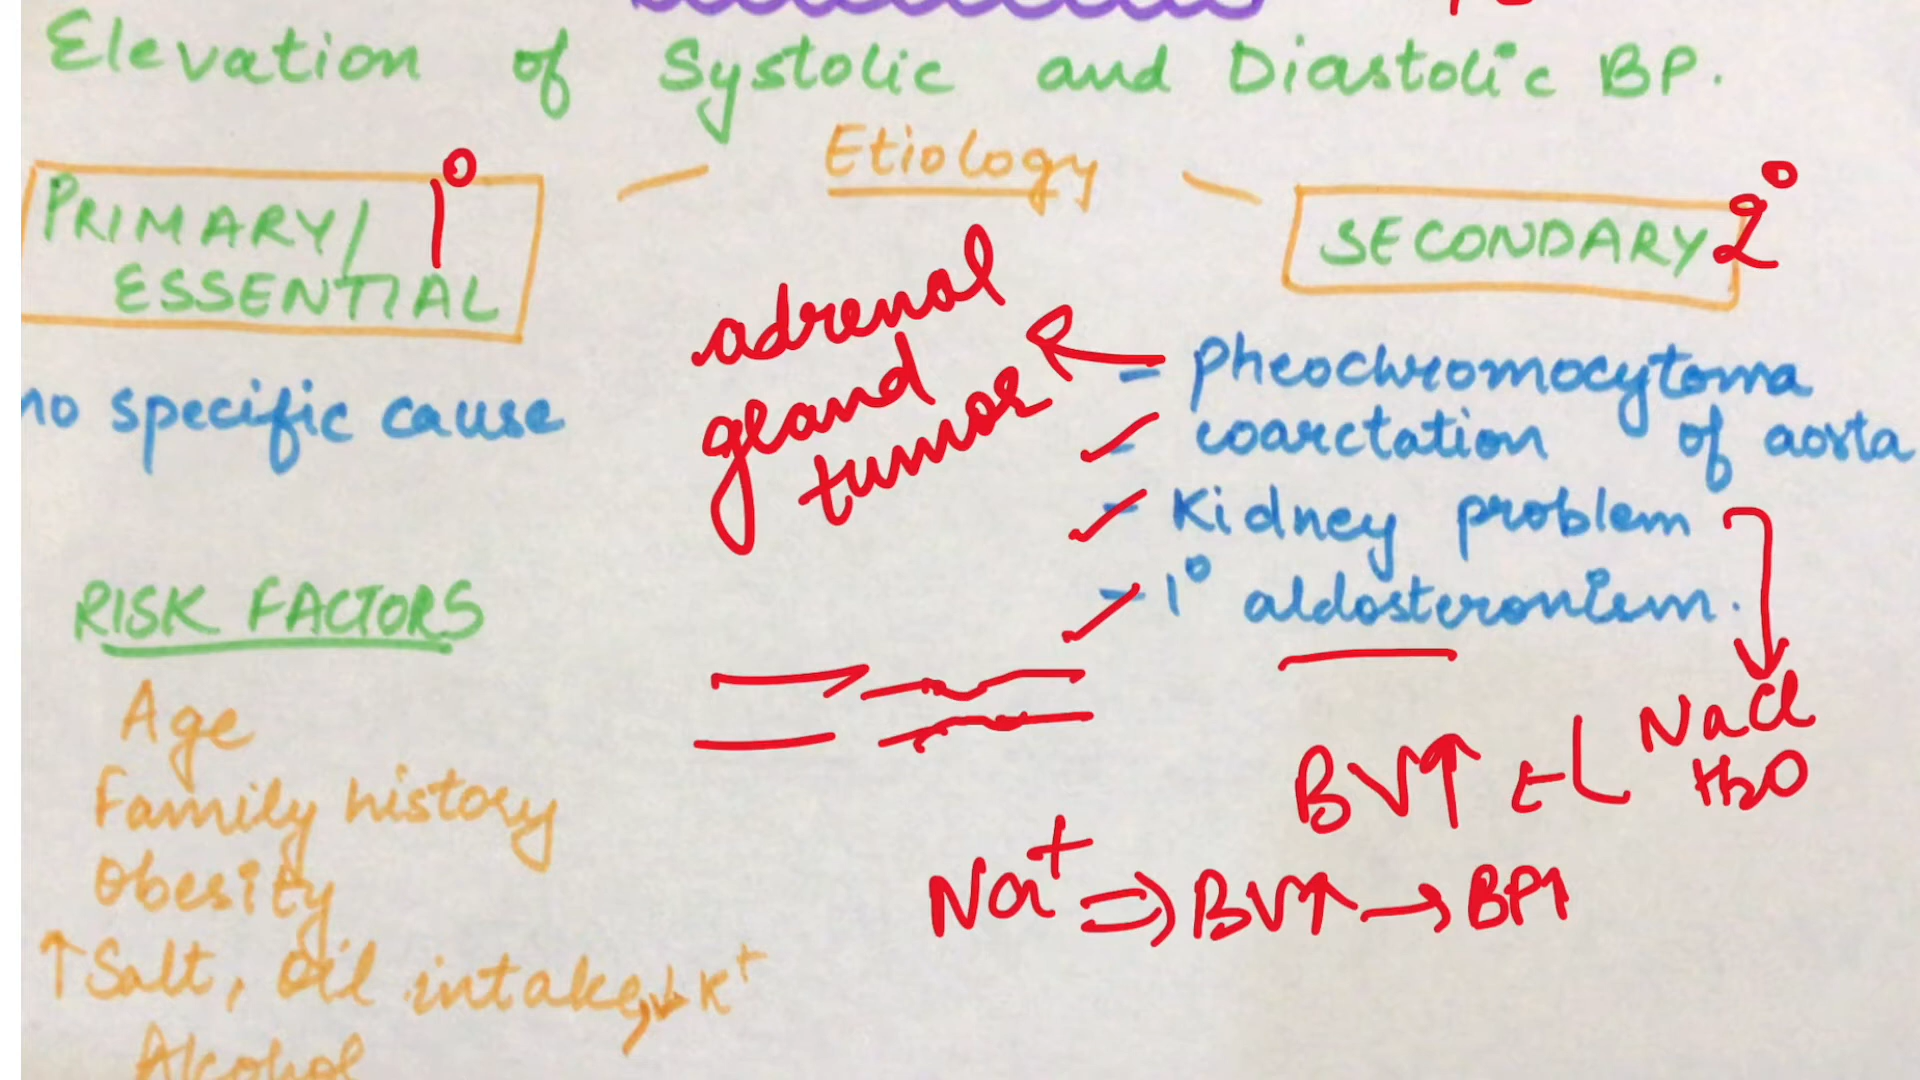 Elevation of Systolic and Diastolic BP.
Etiology
PRIMARY/ 1°
ESSENTIAL
SECONDARY 2°
no specific cause
adrenal
gland
tumor
- Pheochromocytoma
- coarctation of aorta
- Kidney problem
- 1° aldosteronism.
RISK FACTORS
Age
Family history
Obesity
↑Salt, Oil intake, ↓K+
Alcohol
NaCl
H2O
BV↑
Na+ ⇒ BV↑ → BP↑